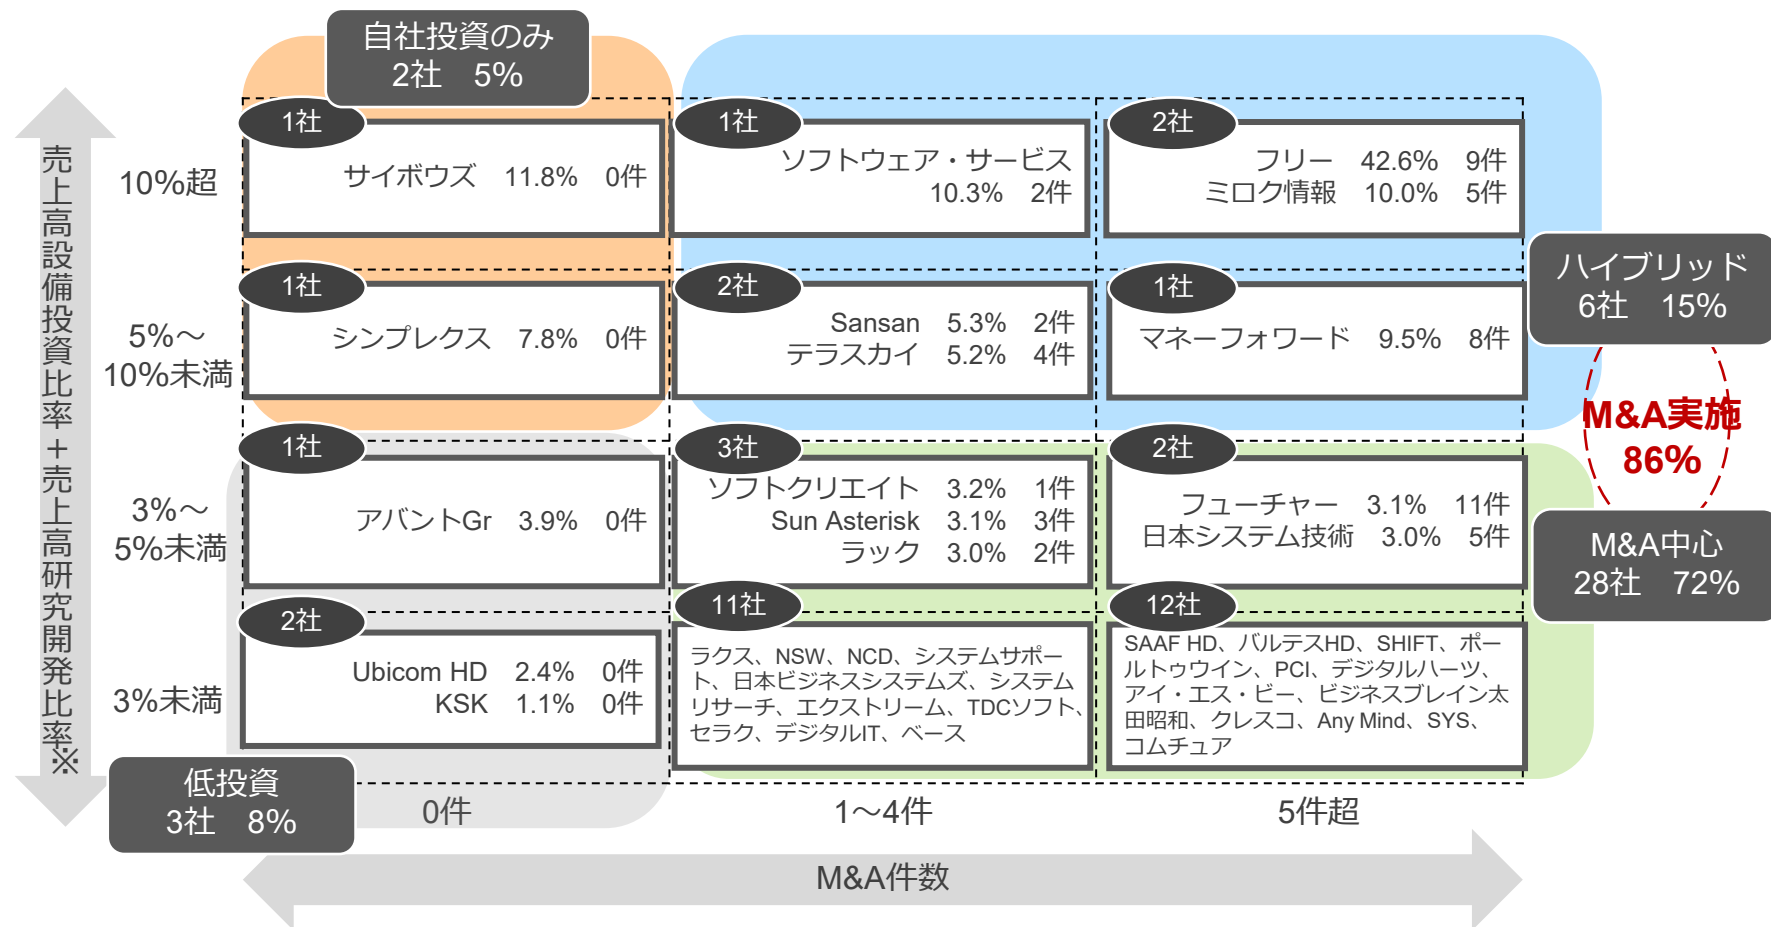 自社投資のみ
2社 5%
売上高設備投資比率＋売上高研究開発比率※
10%超
1社
サイボウズ 11.8% 0件
1社
ソフトウェア・サービス
10.3% 2件
2社
フリー 42.6% 9件
ミロク情報 10.0% 5件
ハイブリッド
6社 15%
5%～
10%未満
1社
シンプレクス 7.8% 0件
2社
Sansan 5.3% 2件
テラスカイ 5.2% 4件
1社
マネーフォワード 9.5% 8件
M&A実施
86%
3%～
5%未満
1社
アバントGr 3.9% 0件
3社
ソフトクリエイト 3.2% 1件
Sun Asterisk 3.1% 3件
ラック 3.0% 2件
2社
フューチャー 3.1% 11件
日本システム技術 3.0% 5件
M&A中心
28社 72%
3%未満
2社
Ubicom HD 2.4% 0件
KSK 1.1% 0件
11社
ラクス、NSW、NCD、システムサポー
ト、日本ビジネスシステムズ、システム
リサーチ、エクストリーム、TDCソフト、
セラク、デジタルIT、ベース
12社
SAAF HD、バルテスHD、SHIFT、ポー
ルトゥウイン、PCI、デジタルハーツ、
アイ・エス・ビー、ビジネスブレイン太
田昭和、クレスコ、Any Mind、SYS、
コムチュア
低投資
3社 8%
0件
1～4件
5件超
M&A件数